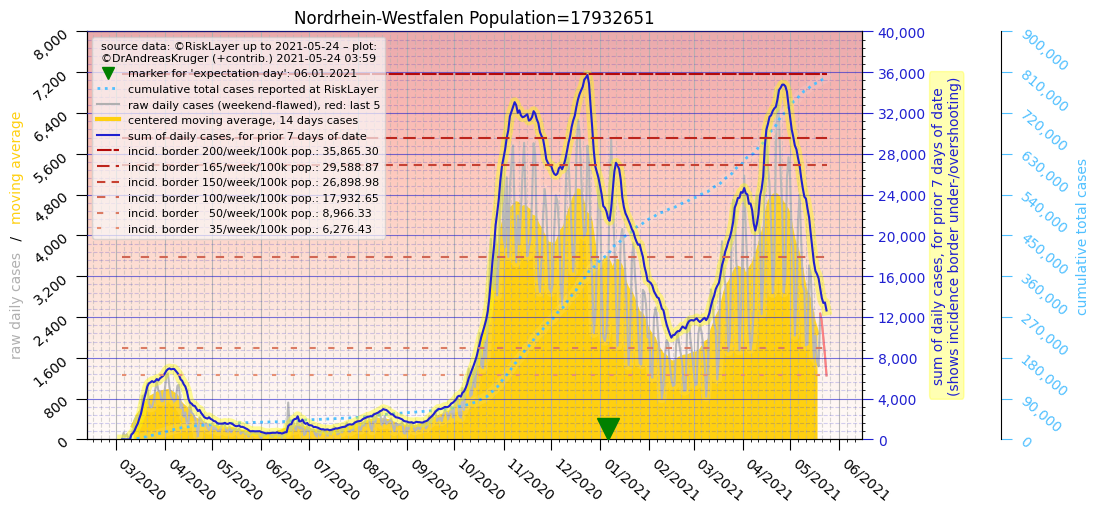 Nordrhein-Westfalen Population=17932651
source data: ©RiskLayer up to 2021-05-24 – plot:
©DrAndreasKruger (+contrib.) 2021-05-24 03:59
marker for 'expectation day': 06.01.2021
cumulative total cases reported at RiskLayer
raw daily cases (weekend-flawed), red: last 5
centered moving average, 14 days cases
sum of daily cases, for prior 7 days of date
incid. border 200/week/100k pop.: 35,865.30
incid. border 165/week/100k pop.: 29,588.87
incid. border 150/week/100k pop.: 26,898.98
incid. border 100/week/100k pop.: 17,932.65
incid. border   50/week/100k pop.: 8,966.33
incid. border   35/week/100k pop.: 6,276.43
raw daily cases   /   moving average
8,000
7,200
6,400
5,600
4,800
4,000
3,200
2,400
1,600
800
0
40,000
36,000
32,000
28,000
24,000
20,000
16,000
12,000
8,000
4,000
0
sum of daily cases, for prior 7 days of date
(shows incidence border under-/overshooting)
900,000
810,000
720,000
630,000
540,000
450,000
360,000
270,000
180,000
90,000
0
cumulative total cases
03/2020
04/2020
05/2020
06/2020
07/2020
08/2020
09/2020
10/2020
11/2020
12/2020
01/2021
02/2021
03/2021
04/2021
05/2021
06/2021